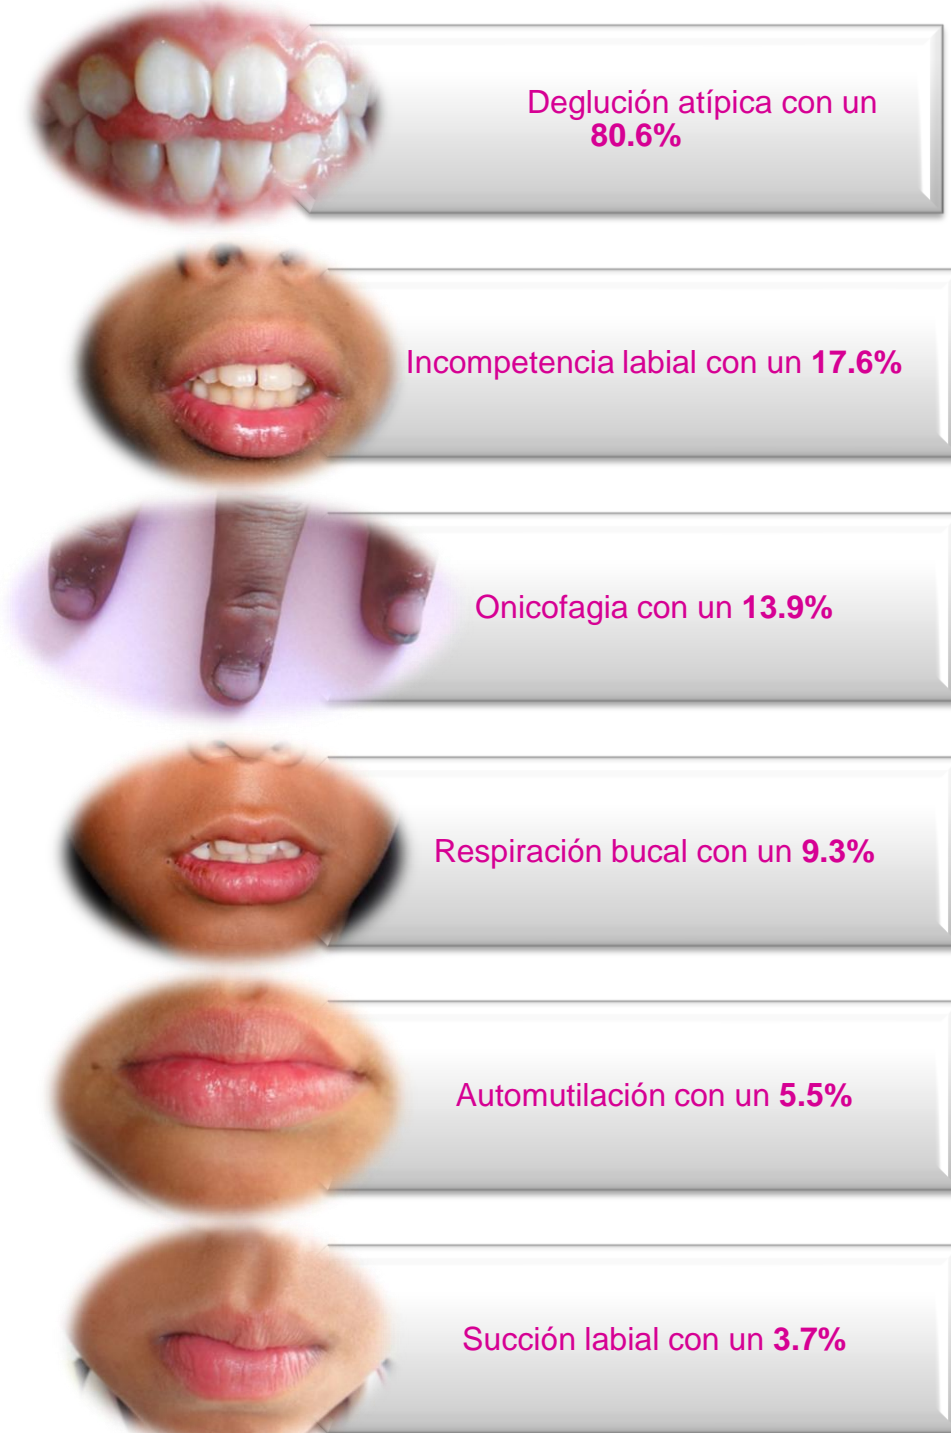 Deglución atípica con un
80.6%
Incompetencia labial con un 17.6%
Onicofagia con un 13.9%
Respiración bucal con un 9.3%
Automutilación con un 5.5%
Succión labial con un 3.7%